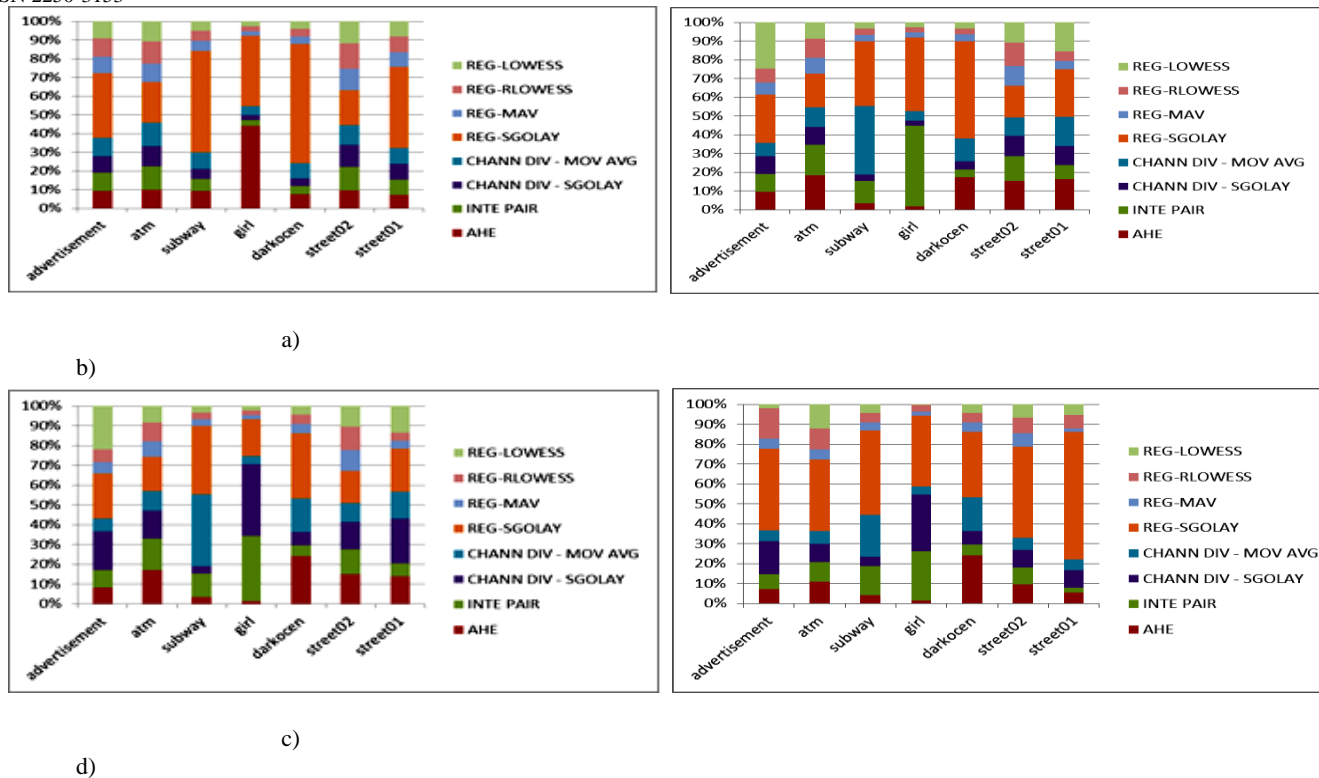 ISSN 2250-3153
100%
90%
80%
70%
60%
50%
40%
30%
20%
10%
0%
advertisement
atm
subway
girl
darkocen
street02
street01
REG-LOWESS
REG-RLOWESS
REG-MAV
REG-SGOLAY
CHANN DIV - MOV AVG
CHANN DIV - SGOLAY
INTE PAIR
AHE
100%
90%
80%
70%
60%
50%
40%
30%
20%
10%
0%
advertisement
atm
subway
girl
darkocen
street02
street01
REG-LOWESS
REG-RLOWESS
REG-MAV
REG-SGOLAY
CHANN DIV - MOV AVG
CHANN DIV - SGOLAY
INTE PAIR
AHE
a)
b)
100%
90%
80%
70%
60%
50%
40%
30%
20%
10%
0%
advertisement
atm
subway
girl
darkocen
street02
street01
REG-LOWESS
REG-RLOWESS
REG-MAV
REG-SGOLAY
CHANN DIV - MOV AVG
CHANN DIV - SGOLAY
INTE PAIR
AHE
100%
90%
80%
70%
60%
50%
40%
30%
20%
10%
0%
advertisement
atm
subway
girl
darkocen
street02
street01
REG-LOWESS
REG-RLOWESS
REG-MAV
REG-SGOLAY
CHANN DIV - MOV AVG
CHANN DIV - SGOLAY
INTE PAIR
AHE
c)
d)